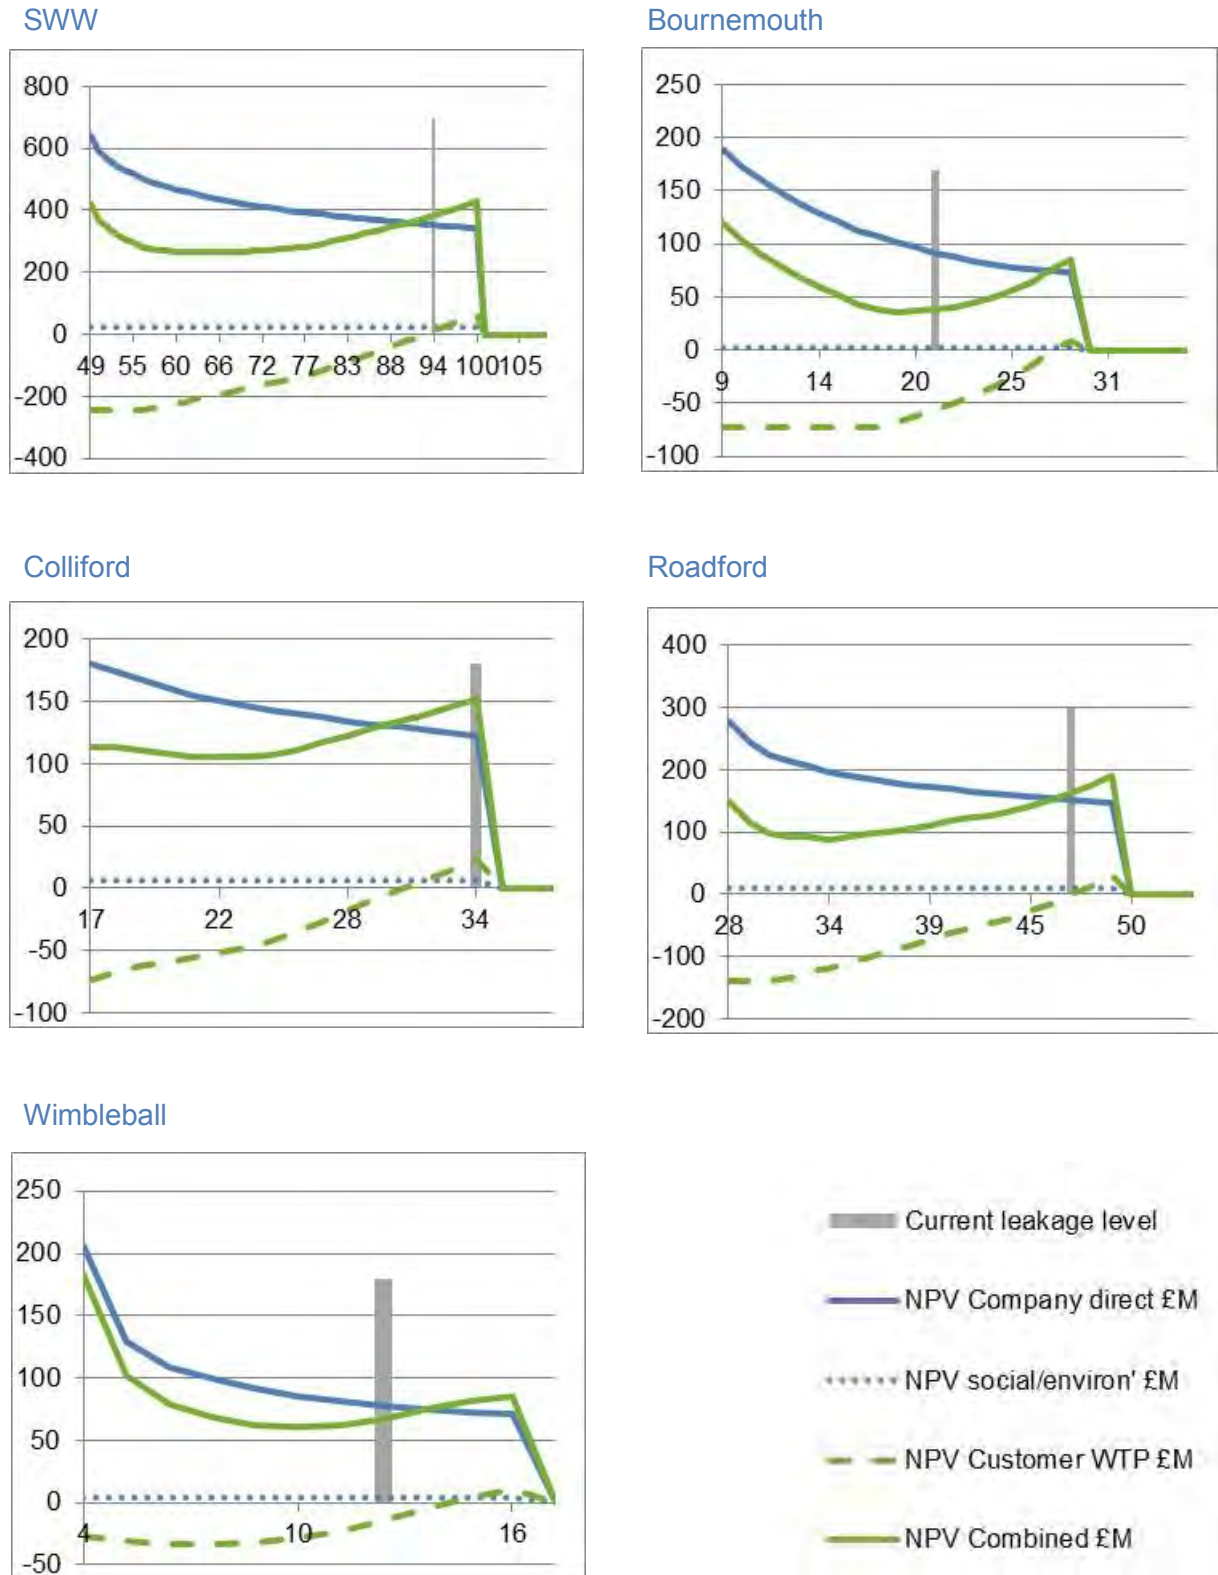 SWW
800
600
400
200
0
-200
-400
49 55 60 66 72 77 83 88 94 100 105
Bournemouth
250
200
150
100
50
0
-50
-100
9 14 20 25 31
Colliford
200
150
100
50
0
-50
-100
17 22 28 34
Roadford
400
300
200
100
0
-100
-200
28 34 39 45 50
Wimbleball
250
200
150
100
50
0
-50
4 10 16
Current leakage level
NPV Company direct £M
NPV social/environ' £M
NPV Customer WTP £M
NPV Combined £M